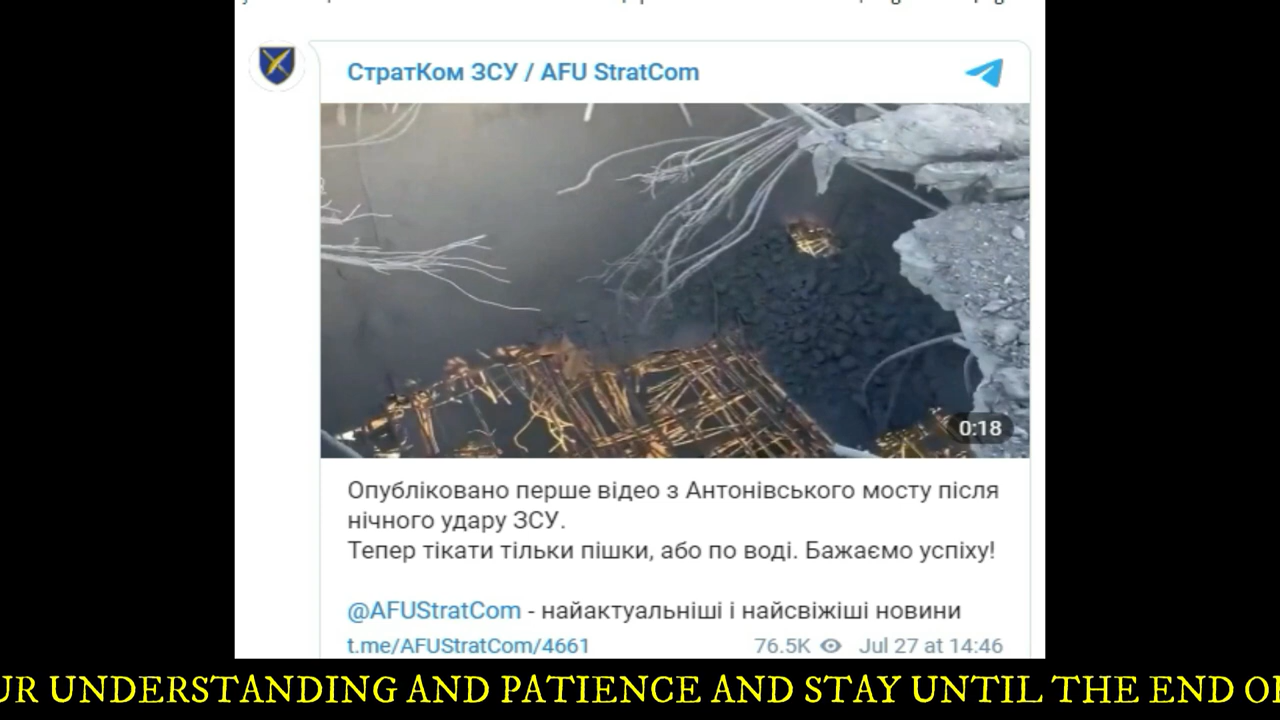 СтратКом ЗСУ / AFU StratCom
0:18
Опубліковано перше відео з Антонівського мосту після
нічного удару ЗСУ.
Тепер тікати тільки пішки, або по воді. Бажаємо успіху!
@AFUStratCom - найактуальніші і найсвіжіші новини
t.me/AFUStratCom/4661 76.5K Jul 27 at 14:46
UR UNDERSTANDING AND PATIENCE AND STAY UNTIL THE END O